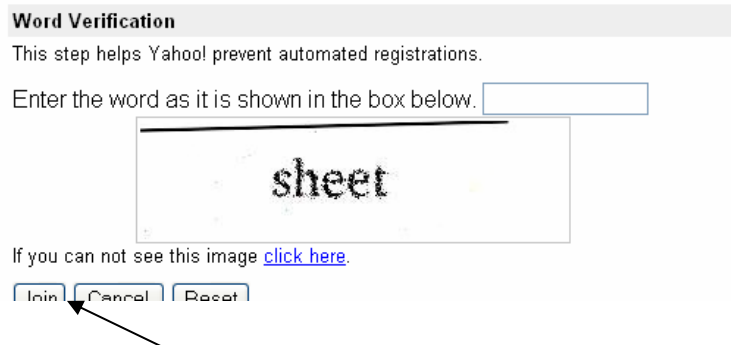 Word Verification
This step helps Yahoo! prevent automated registrations.
Enter the word as it is shown in the box below.
sheet
If you can not see this image click here.
Join Cancel Reset